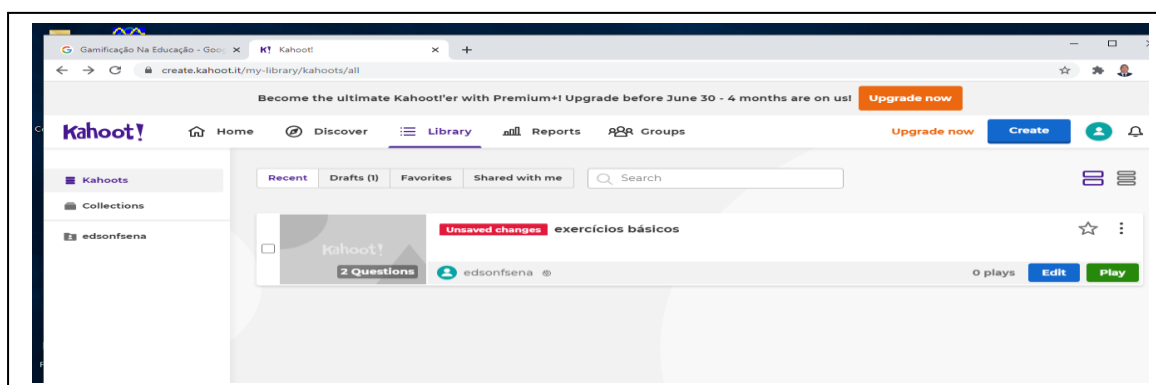 Gamificação Na Educação - Goo
Kahoot!
create.kahoot.it/my-library/kahoots/all
Become the ultimate Kahoot!'er with Premium+! Upgrade before June 30 - 4 months are on us! Upgrade now
Kahoot! Home Discover Library Reports Groups Upgrade now Create
Kahoots Recent Drafts (1) Favorites Shared with me Search
Collections
edsonfsena
Unsaved changes exercícios básicos
Kahoot!
2 Questions edsonfsena 0 plays Edit Play